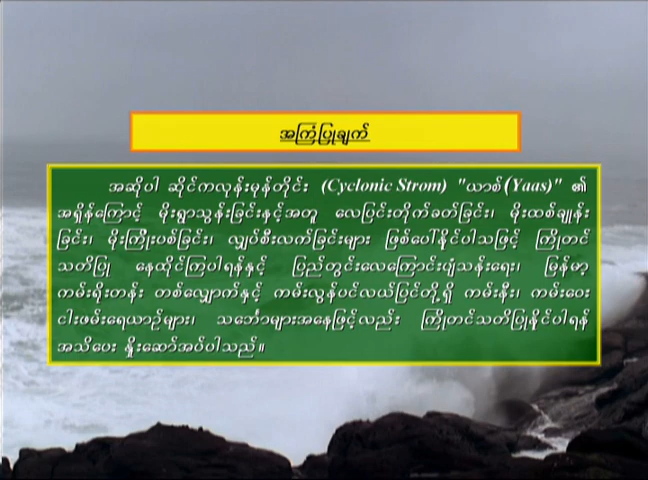 အကြံပြုချက်
အဆိုပါ ဆိုင်ကလုန်းမုန်တိုင်း (Cyclonic Strom) "ယာစ်(Yaas)" ၏
အရှိန်ကြောင့် မိုးရွာသွန်းခြင်းနှင့်အတူ လေပြင်းတိုက်ခတ်ခြင်း၊ မိုးထစ်ချုန်း
ခြင်း၊ မိုးကြိုးပစ်ခြင်း၊ လျှပ်စီးလက်ခြင်းများ ဖြစ်ပေါ်နိုင်ပါသဖြင့် ကြိုတင်
သတိပြု နေထိုင်ကြပါရန်နှင့် ပြည်တွင်းလေကြောင်းပျံသန်းရေး၊ မြန်မာ့
ကမ်းရိုးတန်း တစ်လျှောက်နှင့် ကမ်းလွန်ပင်လယ်ပြင်တို့ရှိ ကမ်းနီး၊ ကမ်းဝေး
ငါးဖမ်းရေယာဉ်များ၊ သင်္ဘောများအနေဖြင့်လည်း ကြိုတင်သတိပြုနိုင်ပါရန်
အသိပေး နှိုးဆော်အပ်ပါသည်။